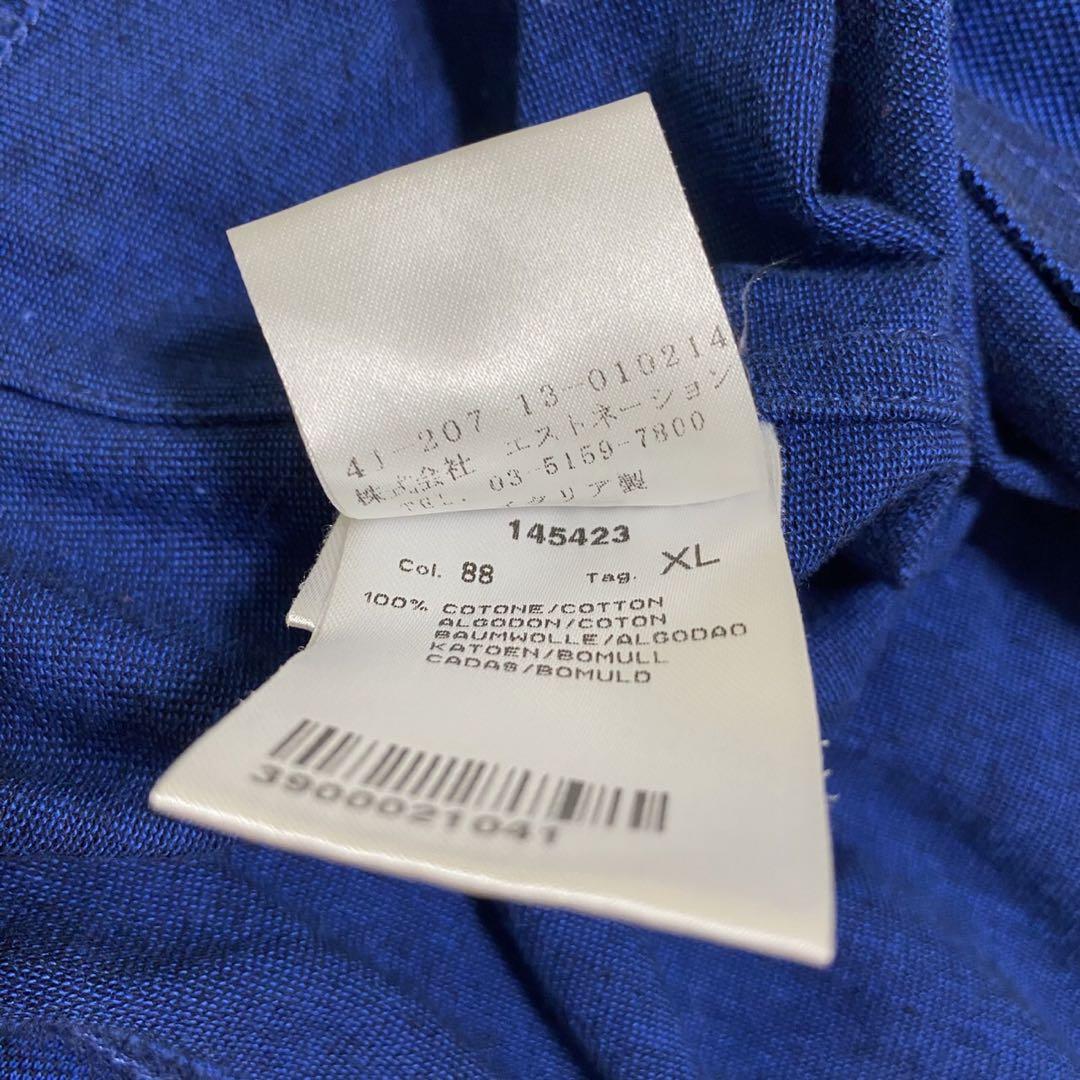 41-207-13-010214
株式会社 エストネーション
TEL. 03-5159-7800
イタリア製
145423
Col. 88 Tag. XL
100% COTONE/COTTON
ALGODON/COTON
BAUMWOLLE/ALGODAO
KATOEN/BOMULL
CADAS/BOMULD
3900021041